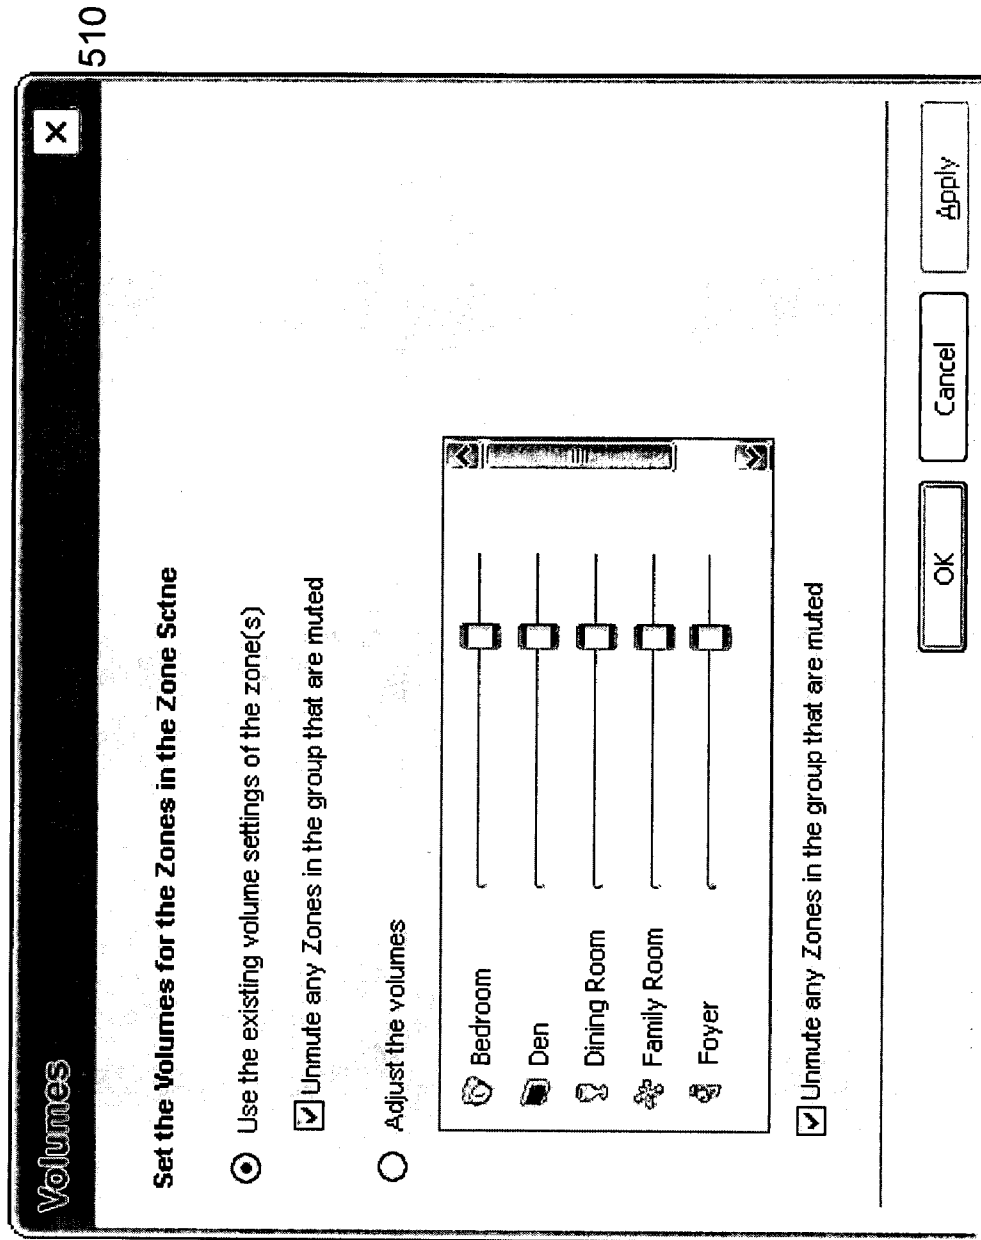 510
Volumes
Set the Volumes for the Zones in the Zone Sctne
Use the existing volume settings of the zone(s)
Unmute any Zones in the group that are muted
Adjust the volumes
Bedroom
Den
Dining Room
Family Room
Foyer
Unmute any Zones in the group that are muted
OK Cancel Apply